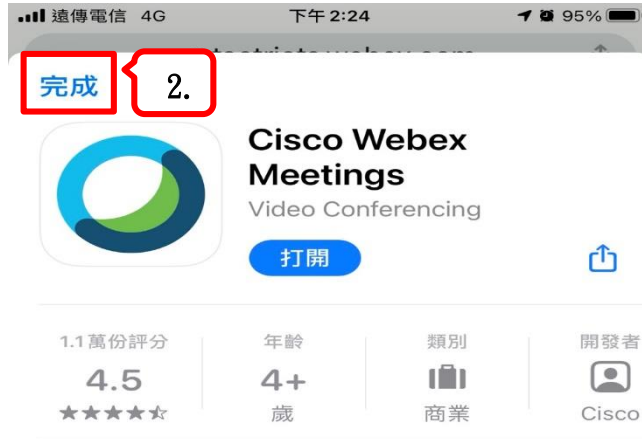 遠傳電信 4G 下午 2:24 95%
完成 2.
Cisco Webex
Meetings
Video Conferencing
打開
1.1萬份評分 年齡 類別 開發者
4.5 4+
★★★★☆ 歲 商業 Cisco